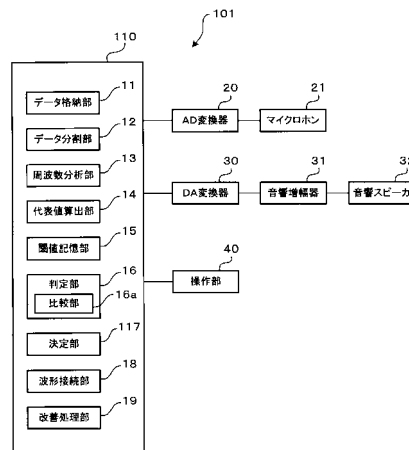 101
110
11
データ格納部
12
データ分割部
13
周波数分析部
14
代表値算出部
15
閾値記憶部
16
判定部
16a
比較部
117
決定部
18
波形接続部
19
改善処理部
20
AD変換器
21
マイクロホン
30
DA変換器
31
音響増幅器
32
音響スピーカ
40
操作部